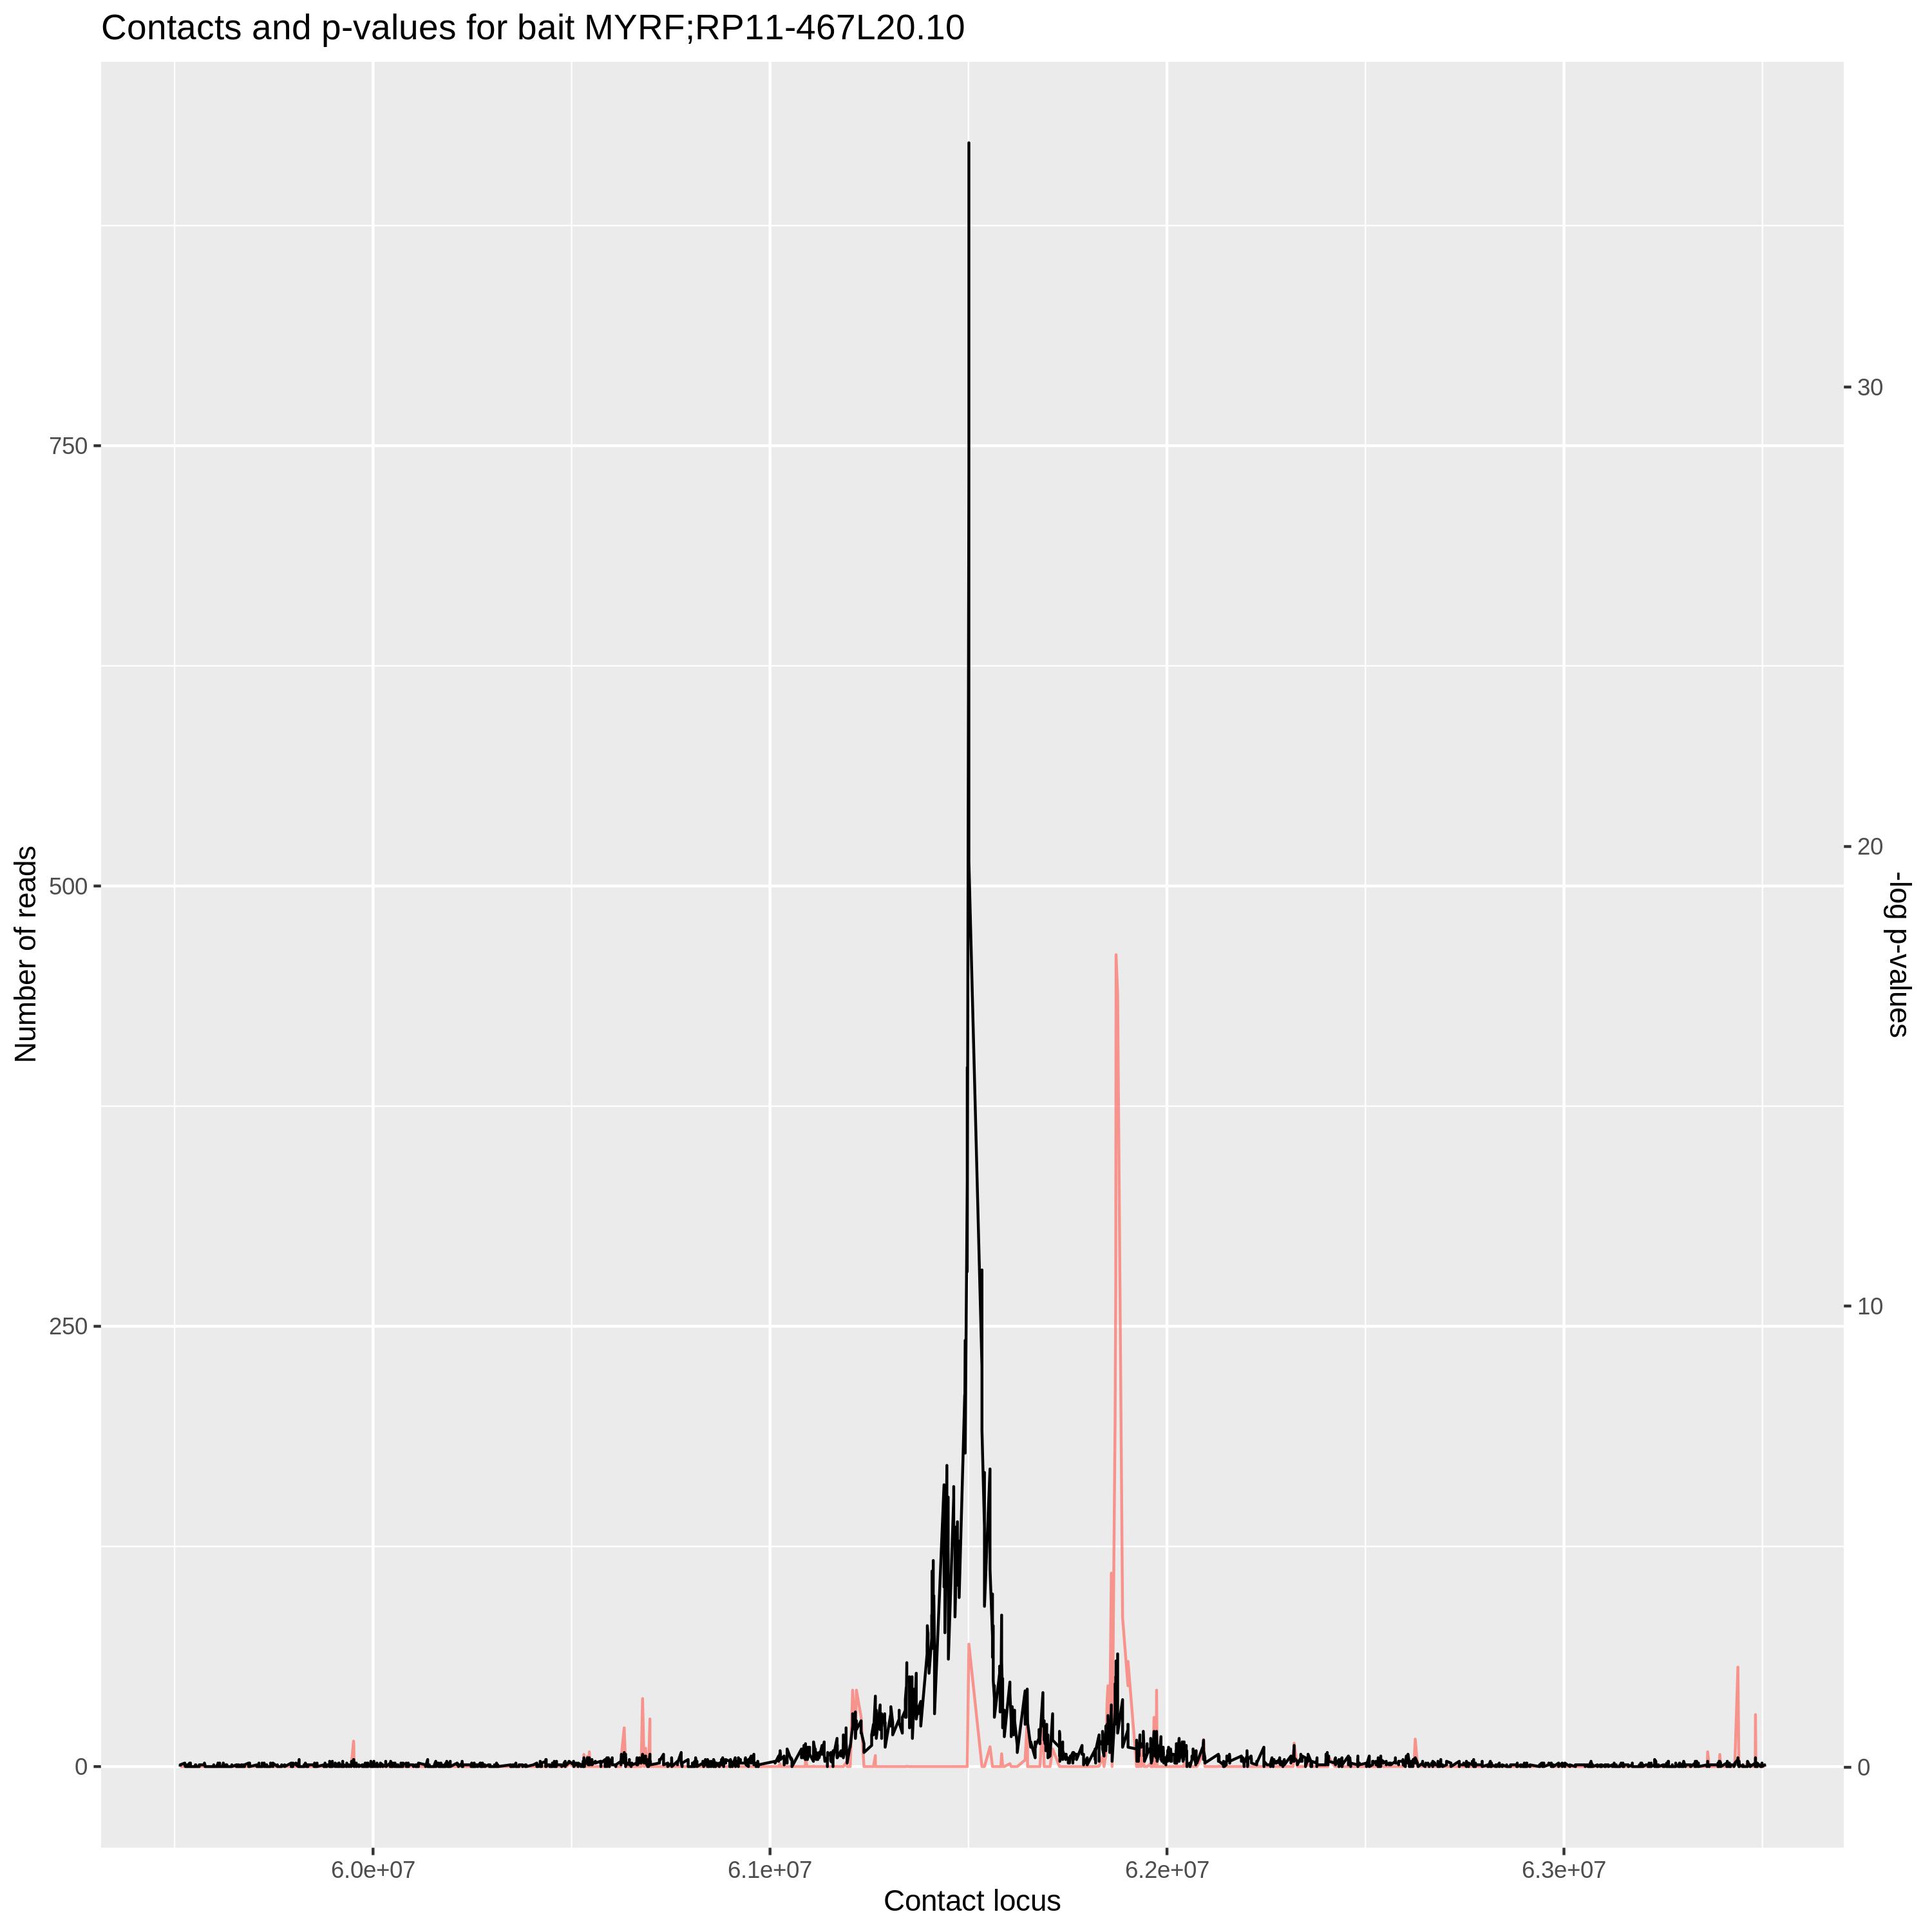 Contacts and p-values for bait MYRF;RP11-467L20.10
Number of reads
750
500
250
0
30
20
10
0
-log p-values
6.0e+07
6.1e+07
6.2e+07
6.3e+07
Contact locus